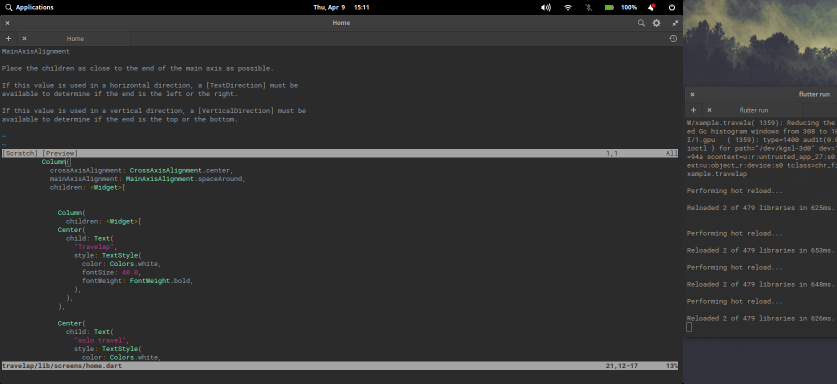 Applications
Thu, Apr 9 15:11
100%
Home
Home
MainAxisAlignment
Place the children as close to the end of the main axis as possible.
If this value is used in a horizontal direction, a [TextDirection] must be
available to determine if the end is the left or the right.
If this value is used in a vertical direction, a [VerticalDirection] must be
available to determine if the end is the top or the bottom.
~
~
[Scratch] [Preview] 1,1 All
Column(
crossAxisAlignment: CrossAxisAlignment.center,
mainAxisAlignment: MainAxisAlignment.spaceAround,
children: <Widget>[
Column(
children: <Widget>[
Center(
child: Text(
"Travelap",
style: TextStyle(
color: Colors.white,
fontSize: 40.0,
fontWeight: FontWeight.bold,
),
),
),
Center(
child: Text(
"solo travel",
style: TextStyle(
color: Colors.white,
travelap/lib/screens/home.dart 21,12-17 13%
flutter run
flutter run
W/xample.travela( 1359): Reducing the
ed Gc histogram windows from 308 to
I/1.gpu ( 1359): type=1400 audit(0.
ioctl } for path="/dev/kgsl-3d0" dev=
=94a scontext=u:r:untrusted_app_27:s0
ext=u:object_r:device:s0 tclass=chr_
xample.travelap
Performing hot reload...
Reloaded 2 of 479 libraries in 625ms.
Performing hot reload...
Reloaded 2 of 479 libraries in 653ms.
Performing hot reload...
Reloaded 2 of 479 libraries in 648ms.
Performing hot reload...
Reloaded 2 of 479 libraries in 626ms.